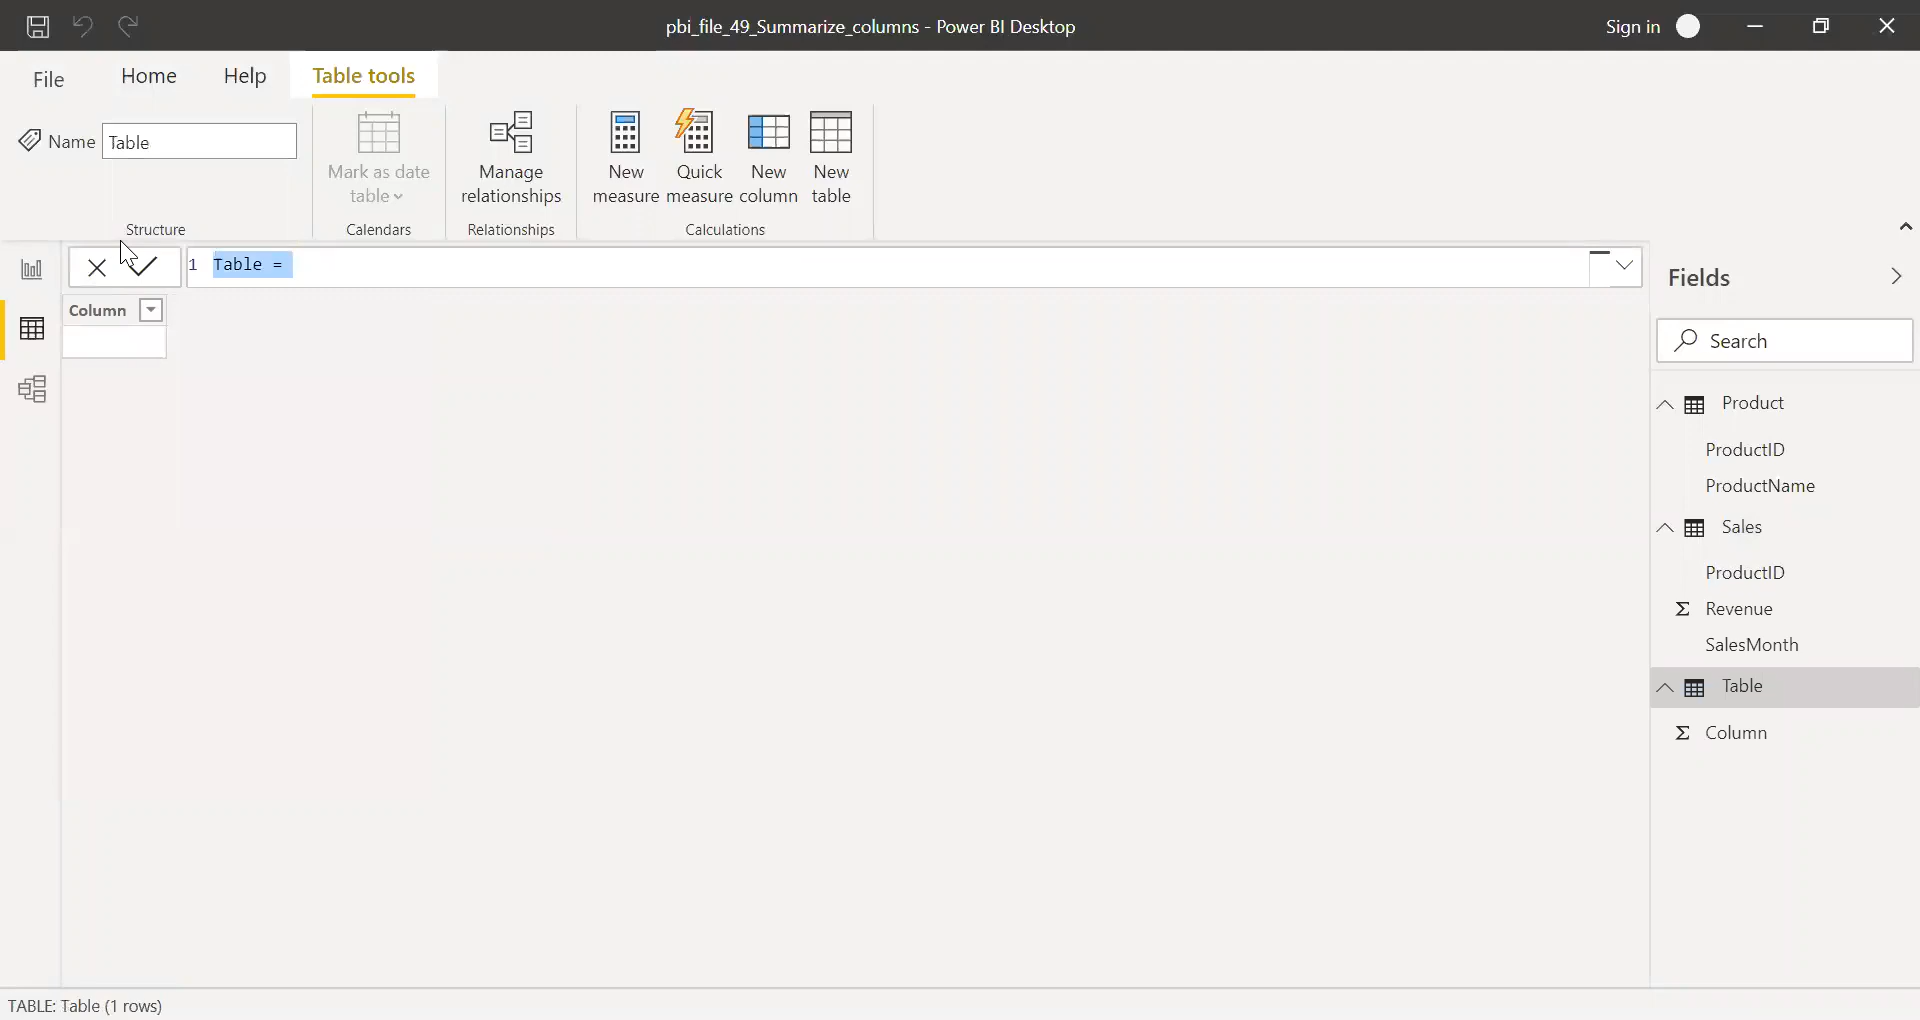 pbi_file_49_Summarize_columns - Power BI Desktop
Sign in
File
Home
Help
Table tools
Name
Table
Mark as date
table
Manage
relationships
New
measure
Quick
measure
New
column
New
table
Structure
Calendars
Relationships
Calculations
1 Table =
Column
Fields
Search
Product
ProductID
ProductName
Sales
ProductID
Σ Revenue
SalesMonth
Table
Σ Column
TABLE: Table (1 rows)